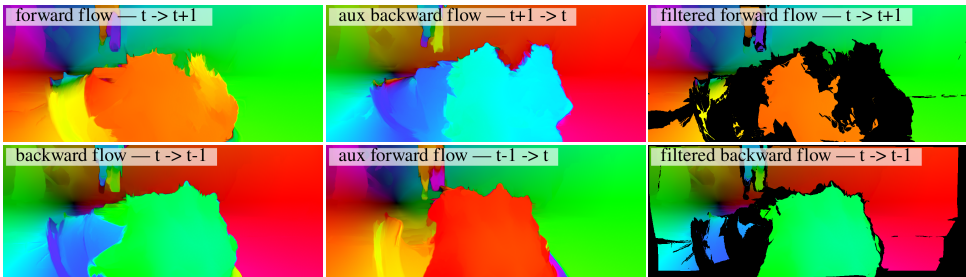 forward flow — t -> t+1
aux backward flow — t+1 -> t
filtered forward flow — t -> t+1
backward flow — t -> t-1
aux forward flow — t-1 -> t
filtered backward flow — t -> t-1